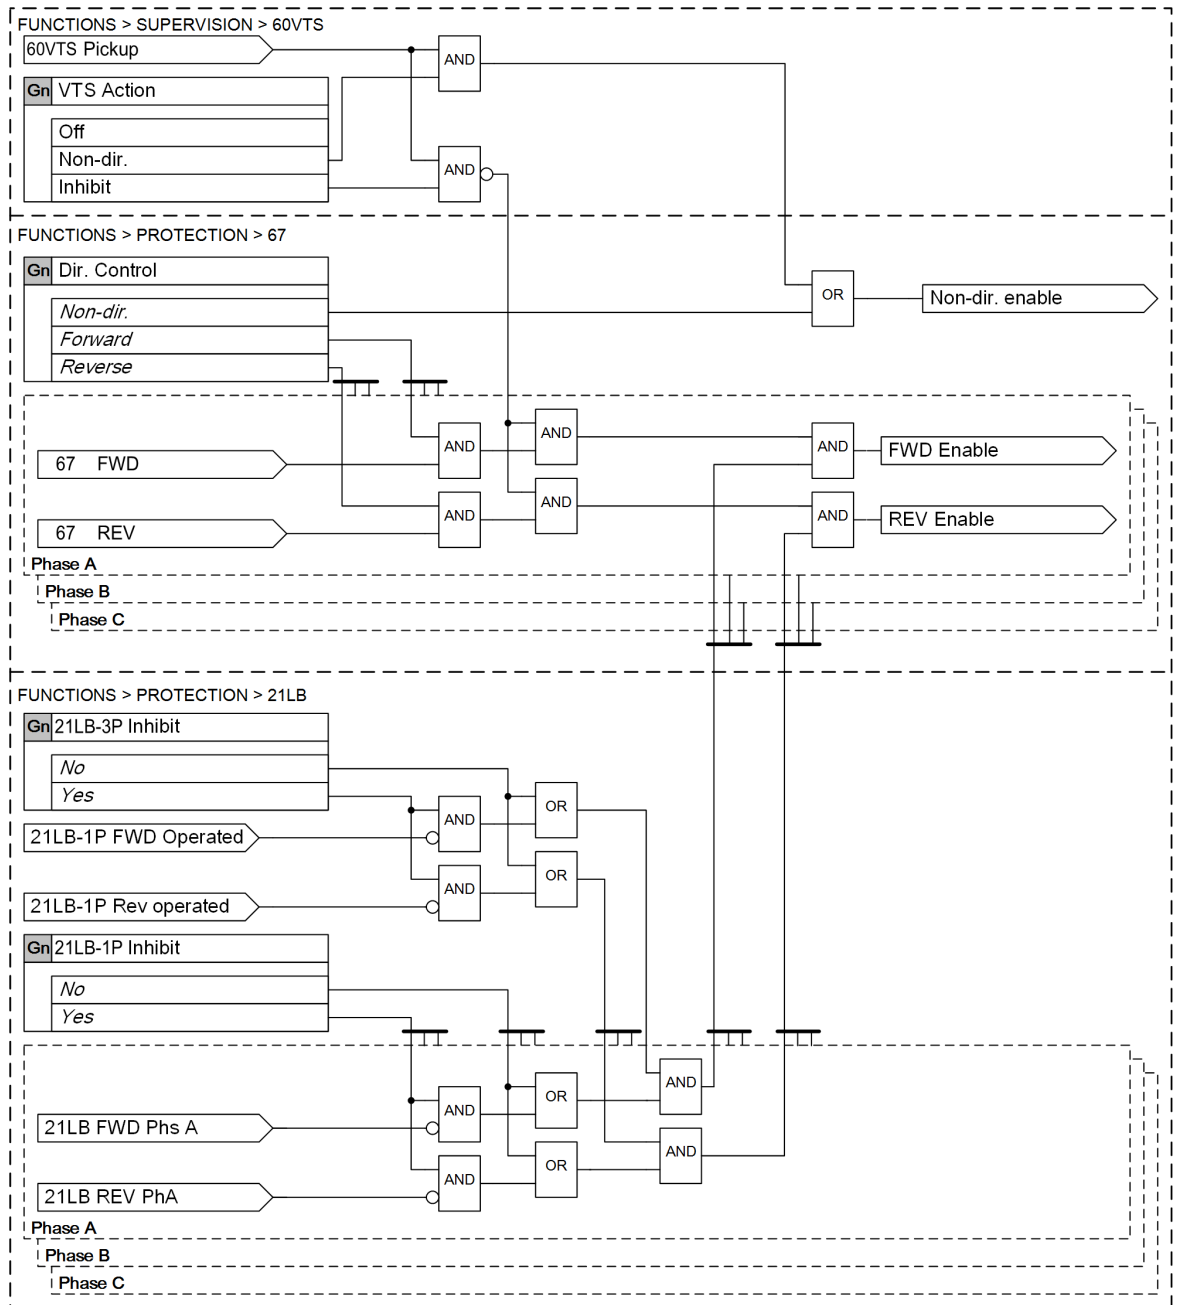 FUNCTIONS > SUPERVISION > 60VTS
60VTS Pickup
AND
Gn VTS Action
Off
Non-dir.
Inhibit
AND
FUNCTIONS > PROTECTION > 67
Gn Dir. Control
Non-dir.
Forward
Reverse
OR
Non-dir. enable
67 FWD
AND
AND
AND
FWD Enable
67 REV
AND
AND
AND
REV Enable
Phase A
Phase B
Phase C
FUNCTIONS > PROTECTION > 21LB
Gn 21LB-3P Inhibit
No
Yes
21LB-1P FWD Operated
AND
OR
21LB-1P Rev operated
AND
OR
Gn 21LB-1P Inhibit
No
Yes
21LB FWD Phs A
AND
OR
AND
21LB REV PhA
AND
OR
AND
Phase A
Phase B
Phase C